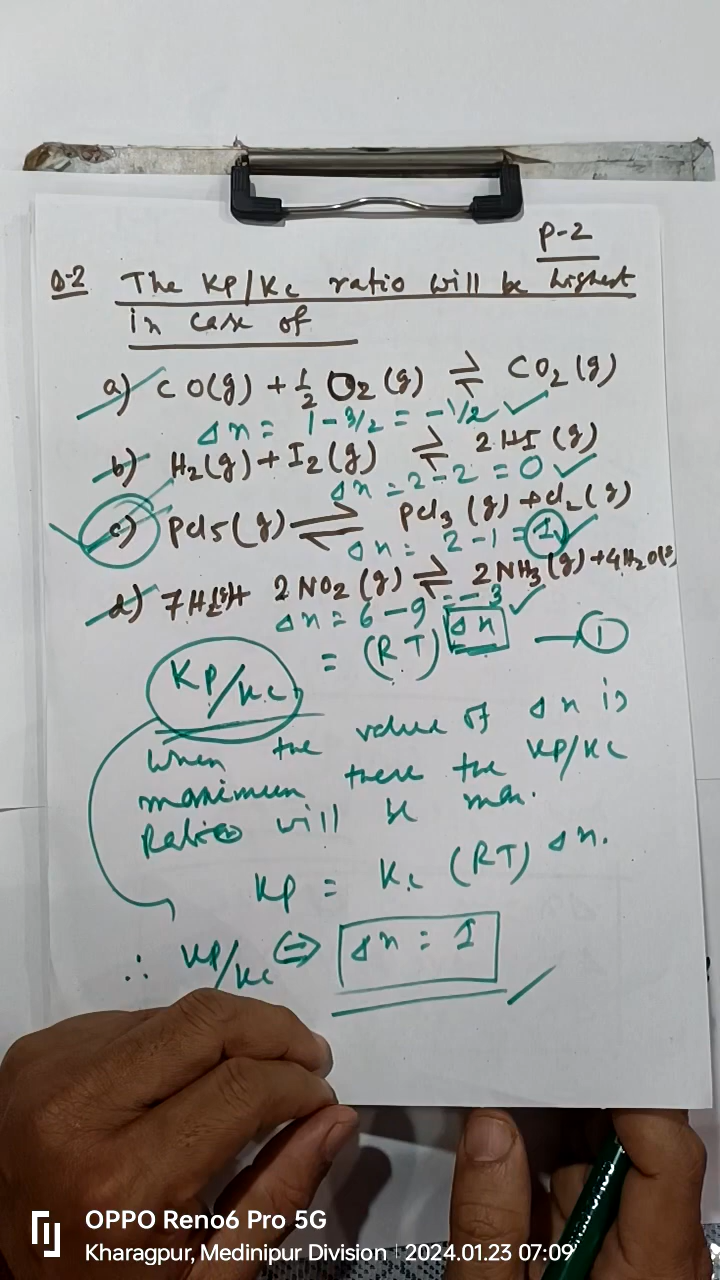 P-2
Q-2 The Kp/Kc ratio will be highest
in case of
a) CO(g) + 1/2 O2(g) ⇌ CO2(g)
Δn = 1 - 3/2 = -1/2 ✓
b) H2(g) + I2(g) ⇌ 2HI(g)
Δn = 2 - 2 = 0 ✓
c) PCl5(g) ⇌ PCl3(g) + Cl2(g)
Δn = 2 - 1 = 1 ✓
d) 7H2(g)+ 2NO2(g) ⇌ 2NH3(g) + 4H2O(g)
Δn = 6 - 9 = -3 ✓
Kp/Kc = (RT)^Δn — 1
When the value of Δn is
maximum there the Kp/Kc
Ratio will be max.
Kp = Kc (RT)^Δn.
∴ Kp/Kc ⇔ Δn = 1
OPPO Reno6 Pro 5G
Kharagpur, Medinipur Division | 2024.01.23 07:09